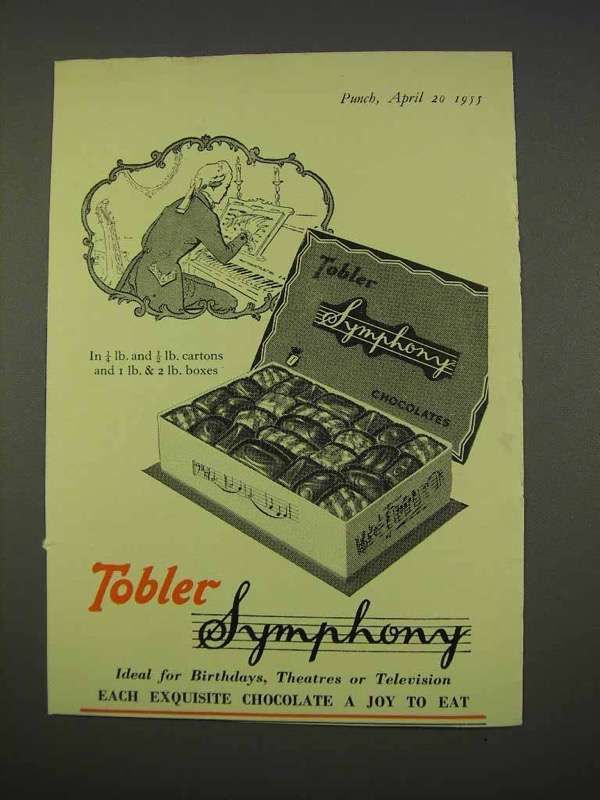 Punch, April 20 1955
Tobler
Symphony
CHOCOLATES
In ¼ lb. and ½ lb. cartons
and 1 lb. & 2 lb. boxes
Tobler
Symphony
Ideal for Birthdays, Theatres or Television
EACH EXQUISITE CHOCOLATE A JOY TO EAT